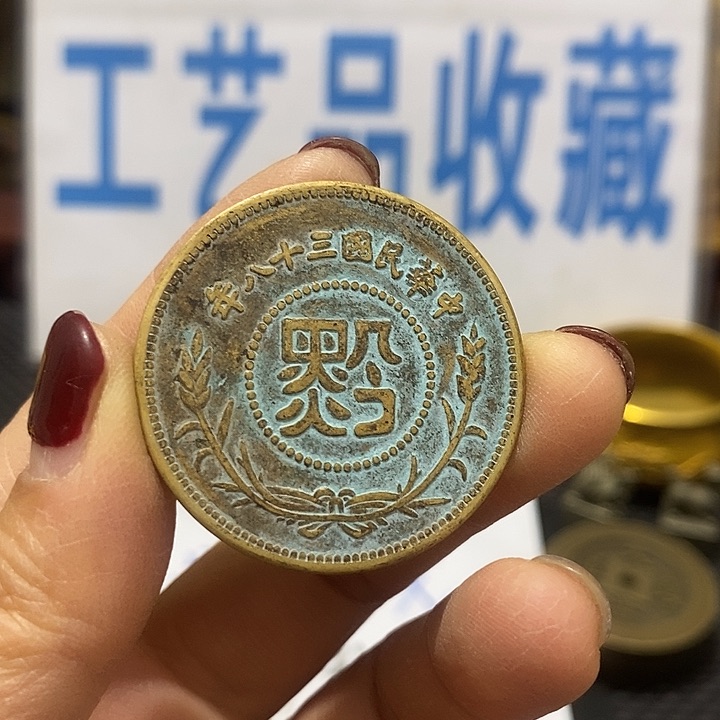 工艺品收藏
中華民國三十八年
黔